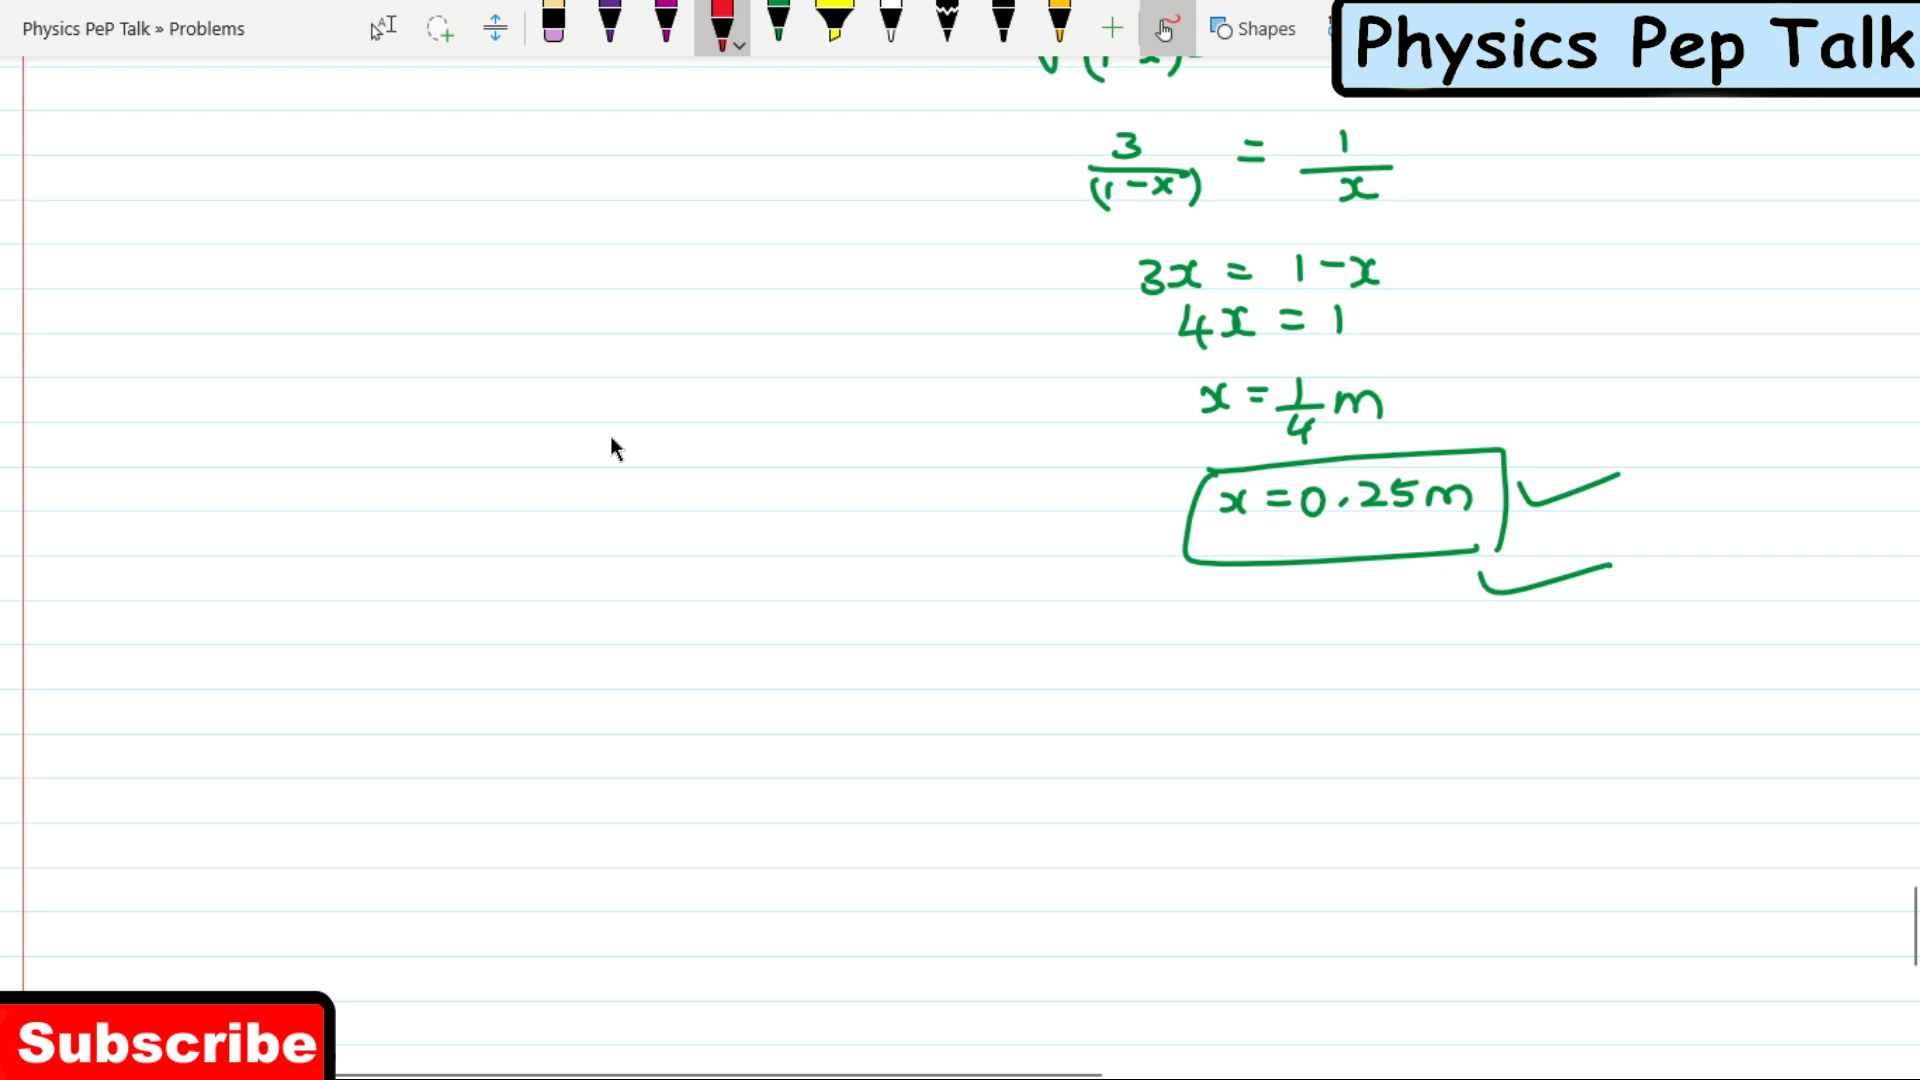 Physics PeP Talk » Problems
Shapes
Physics Pep Talk
3/(1-x) = 1/x
3x = 1-x
4x = 1
x = 1/4 m
x = 0.25m
Subscribe